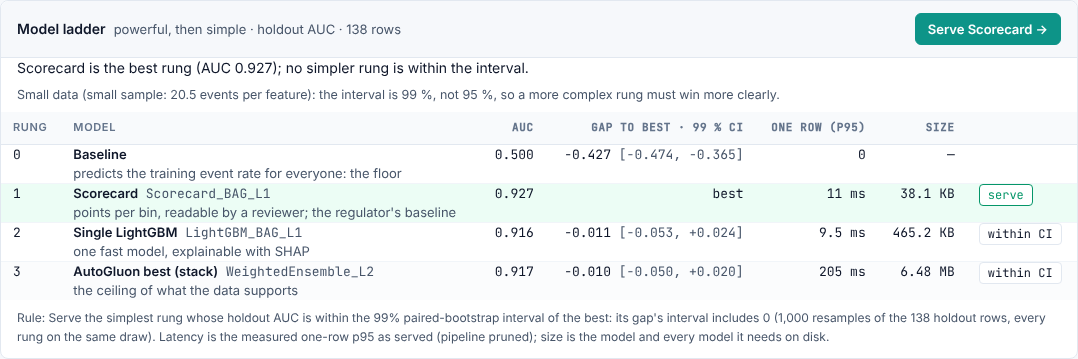 Model ladder powerful, then simple · holdout AUC · 138 rows
Serve Scorecard →
Scorecard is the best rung (AUC 0.927); no simpler rung is within the interval.
Small data (small sample: 20.5 events per feature): the interval is 99 %, not 95 %, so a more complex rung must win more clearly.
RUNG MODEL AUC GAP TO BEST · 99 % CI ONE ROW (P95) SIZE
0 Baseline 0.500 -0.427 [-0.474, -0.365] 0 —
predicts the training event rate for everyone: the floor
1 Scorecard Scorecard_BAG_L1 0.927 best 11 ms 38.1 KB serve
points per bin, readable by a reviewer; the regulator's baseline
2 Single LightGBM LightGBM_BAG_L1 0.916 -0.011 [-0.053, +0.024] 9.5 ms 465.2 KB within CI
one fast model, explainable with SHAP
3 AutoGluon best (stack) WeightedEnsemble_L2 0.917 -0.010 [-0.050, +0.020] 205 ms 6.48 MB within CI
the ceiling of what the data supports
Rule: Serve the simplest rung whose holdout AUC is within the 99% paired-bootstrap interval of the best: its gap's interval includes 0 (1,000 resamples of the 138 holdout rows, every
rung on the same draw). Latency is the measured one-row p95 as served (pipeline pruned); size is the model and every model it needs on disk.